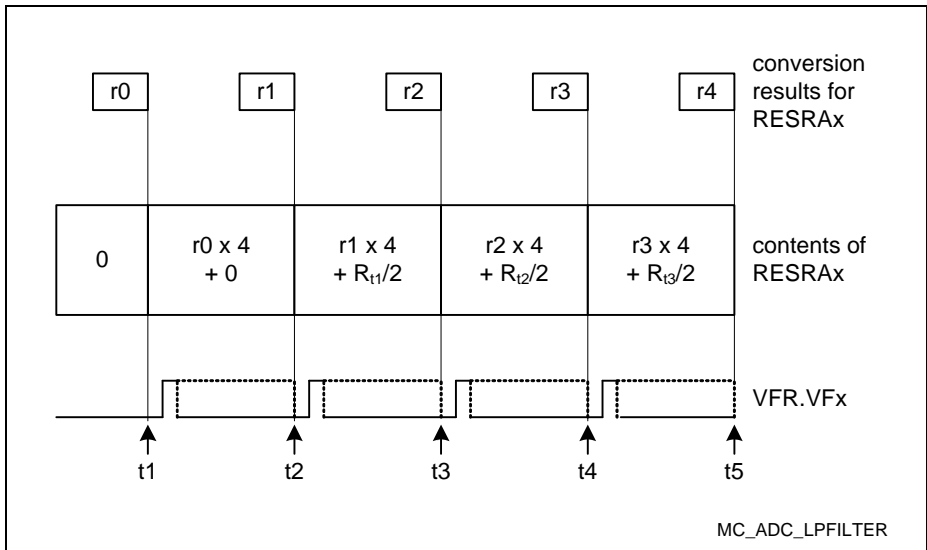 r0 r1 r2 r3 r4
conversion
results for
RESRAx
0
r0 x 4
+ 0
r1 x 4
+ Rt1/2
r2 x 4
+ Rt2/2
r3 x 4
+ Rt3/2
contents of
RESRAx
VFR.VFx
t1 t2 t3 t4 t5
MC_ADC_LPFILTER